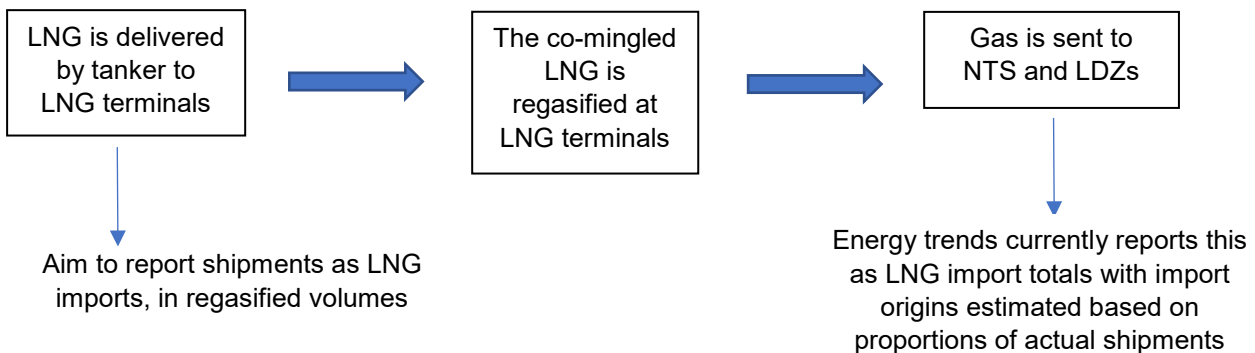 LNG is delivered
by tanker to
LNG terminals
The co-mingled
LNG is
regasified at
LNG terminals
Gas is sent to
NTS and LDZs
Aim to report shipments as LNG
imports, in regasified volumes
Energy trends currently reports this
as LNG import totals with import
origins estimated based on
proportions of actual shipments